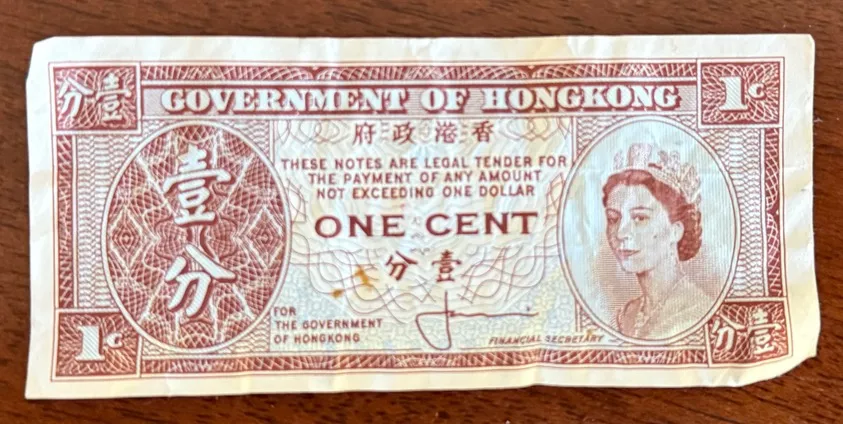 分壹
GOVERNMENT OF HONGKONG
1c
府政港香
THESE NOTES ARE LEGAL TENDER FOR
THE PAYMENT OF ANY AMOUNT
NOT EXCEEDING ONE DOLLAR
ONE CENT
分壹
壹
分
FOR
THE GOVERNMENT
OF HONGKONG
FINANCIAL SECRETARY
1c
分壹